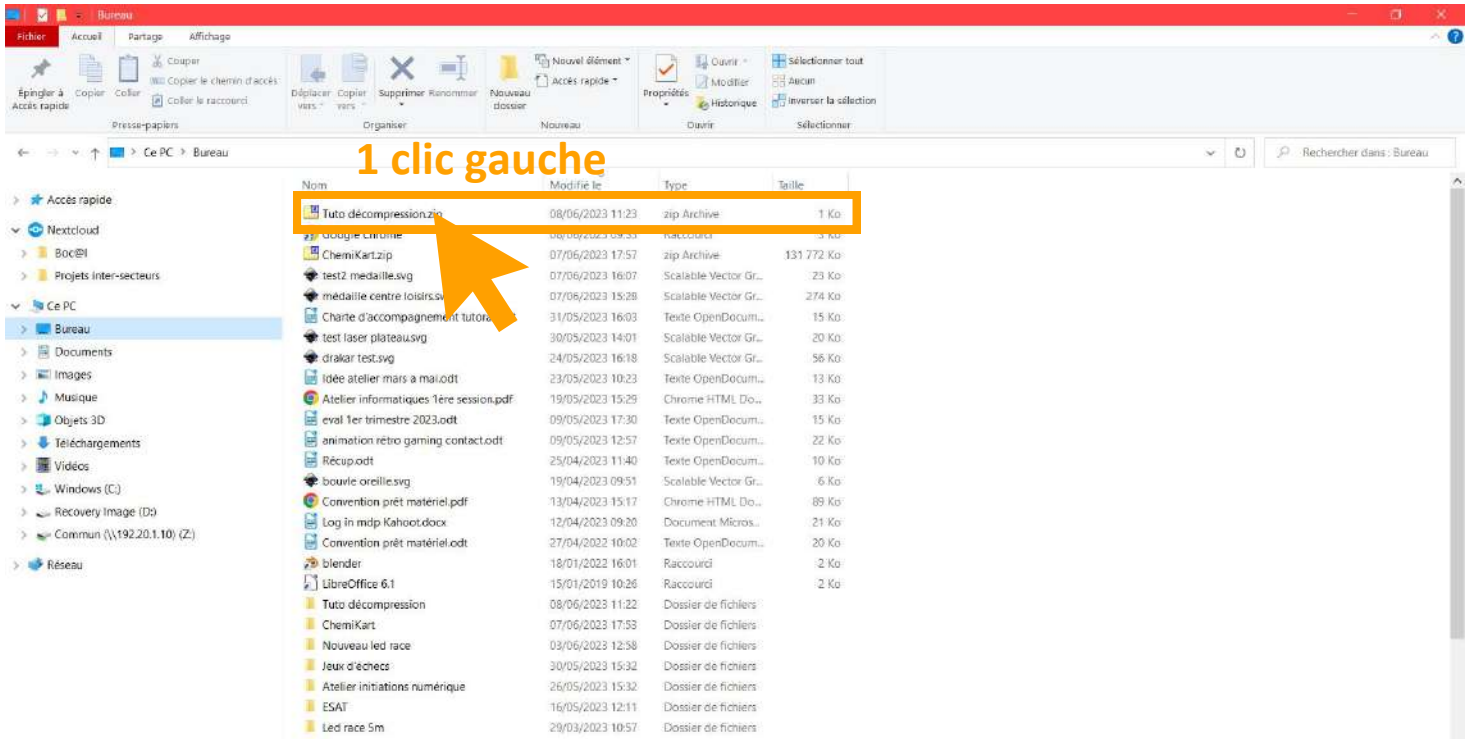 Bureau
Fichier Accueil Partage Affichage
Épingler à Accès rapide
Copier
Coller
Couper
Copier le chemin d'accès
Coller le raccourci
Presse-papiers
Déplacer vers
Copier vers
Supprimer
Renommer
Organiser
Nouveau dossier
Nouvel élément
Accès rapide
Nouveau
Propriétés
Ouvrir
Modifier
Historique
Ouvrir
Sélectionner tout
Aucun
Inverser la sélection
Sélectionner
Ce PC > Bureau
Rechercher dans : Bureau
1 clic gauche
Accès rapide
Nextcloud
Boc@l
Projets inter-secteurs
Ce PC
Bureau
Documents
Images
Musique
Objets 3D
Téléchargements
Vidéos
Windows (C:)
Recovery Image (D:)
Commun (\\192.20.1.10) (Z:)
Réseau
Nom Modifié le Type Taille
Tuto décompression.zip 08/06/2023 11:23 zip Archive 1 Ko
Google Chrome 08/06/2023 09:33 Raccourci 3 Ko
ChemiKart.zip 07/06/2023 17:57 zip Archive 131 772 Ko
test2 medaille.svg 07/06/2023 16:07 Scalable Vector Gr... 23 Ko
médaille centre loisirs.sv 07/06/2023 15:28 Scalable Vector Gr... 274 Ko
Charte d'accompagnement 31/05/2023 16:03 Texte OpenDocum... 15 Ko
test laser plateau.svg 30/05/2023 14:01 Scalable Vector Gr... 20 Ko
drakar test.svg 24/05/2023 16:18 Scalable Vector Gr... 56 Ko
Idée atelier mars a mai.odt 23/05/2023 10:23 Texte OpenDocum... 13 Ko
Atelier informatiques 1ère session.pdf 19/05/2023 15:29 Chrome HTML Do... 33 Ko
eval 1er trimestre 2023.odt 09/05/2023 17:30 Texte OpenDocum... 15 Ko
animation rétro gaming contact.odt 09/05/2023 12:57 Texte OpenDocum... 22 Ko
Récup.odt 25/04/2023 11:40 Texte OpenDocum... 10 Ko
bouvle oreille.svg 19/04/2023 09:51 Scalable Vector Gr... 6 Ko
Convention prêt matériel.pdf 13/04/2023 15:17 Chrome HTML Do... 89 Ko
Log in mdp Kahoot.docx 12/04/2023 09:20 Document Micros... 21 Ko
Convention prêt matériel.odt 27/04/2022 10:02 Texte OpenDocum... 20 Ko
blender 18/01/2022 16:01 Raccourci 2 Ko
LibreOffice 6.1 15/01/2019 10:26 Raccourci 2 Ko
Tuto décompression 08/06/2023 11:22 Dossier de fichiers
ChemiKart 07/06/2023 17:53 Dossier de fichiers
Nouveau led race 03/06/2023 12:58 Dossier de fichiers
Jeux d'échecs 30/05/2023 15:32 Dossier de fichiers
Atelier initiations numérique 26/05/2023 15:32 Dossier de fichiers
ESAT 16/05/2023 12:11 Dossier de fichiers
Led race 5m 29/03/2023 10:57 Dossier de fichiers